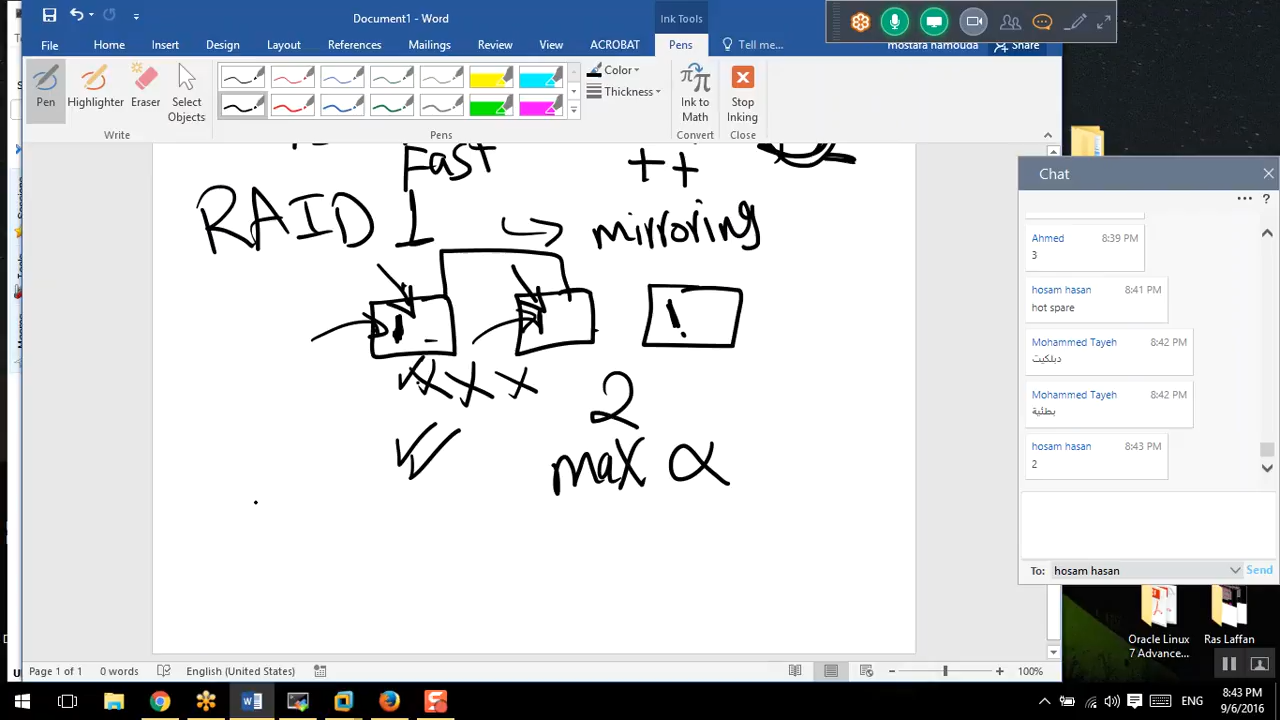 Document1 - Word
Ink Tools
File
Home
Insert
Design
Layout
References
Mailings
Review
View
ACROBAT
Pens
Tell me...
mostafa hamouda
Share
Pen
Highlighter
Eraser
Select Objects
Color
Thickness
Ink to Math
Stop Inking
Write
Pens
Convert
Close
Fast
++
RAID 1
mirroring
2
max α
Chat
Ahmed 8:39 PM
3
hosam hasan 8:41 PM
hot spare
Mohammed Tayeh 8:42 PM
دبلكيت
Mohammed Tayeh 8:42 PM
بطئية
hosam hasan 8:43 PM
2
To: hosam hasan
Send
Oracle Linux 7 Advance...
Ras Laffan
Page 1 of 1
0 words
English (United States)
100%
ENG
8:43 PM
9/6/2016